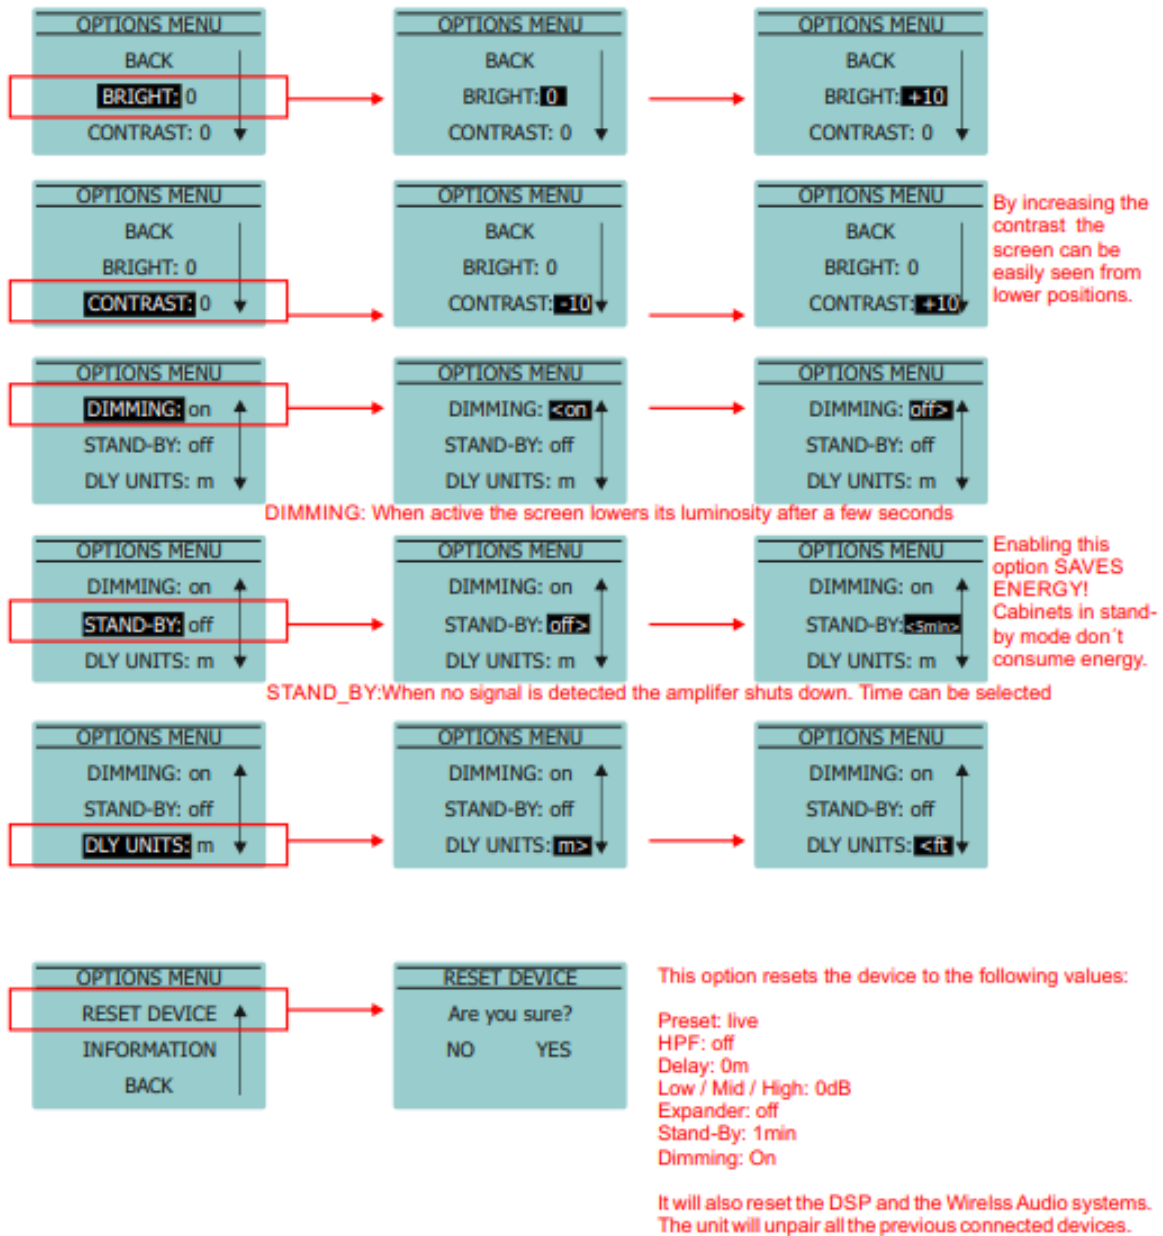 OPTIONS MENU
BACK
BRIGHT: 0
CONTRAST: 0
OPTIONS MENU
BACK
BRIGHT: 0
CONTRAST: 0
OPTIONS MENU
BACK
BRIGHT: +10
CONTRAST: 0
OPTIONS MENU
BACK
BRIGHT: 0
CONTRAST: 0
OPTIONS MENU
BACK
BRIGHT: 0
CONTRAST: -10
OPTIONS MENU
BACK
BRIGHT: 0
CONTRAST: +10
By increasing the
contrast the
screen can be
easily seen from
lower positions.
OPTIONS MENU
DIMMING: on
STAND-BY: off
DLY UNITS: m
OPTIONS MENU
DIMMING: <on
STAND-BY: off
DLY UNITS: m
OPTIONS MENU
DIMMING: off>
STAND-BY: off
DLY UNITS: m
DIMMING: When active the screen lowers its luminosity after a few seconds
OPTIONS MENU
DIMMING: on
STAND-BY: off
DLY UNITS: m
OPTIONS MENU
DIMMING: on
STAND-BY: off>
DLY UNITS: m
OPTIONS MENU
DIMMING: on
STAND-BY: <5min>
DLY UNITS: m
Enabling this
option SAVES
ENERGY!
Cabinets in stand-
by mode don´t
consume energy.
STAND_BY:When no signal is detected the amplifer shuts down. Time can be selected
OPTIONS MENU
DIMMING: on
STAND-BY: off
DLY UNITS: m
OPTIONS MENU
DIMMING: on
STAND-BY: off
DLY UNITS: m>
OPTIONS MENU
DIMMING: on
STAND-BY: off
DLY UNITS: <ft
OPTIONS MENU
RESET DEVICE
INFORMATION
BACK
RESET DEVICE
Are you sure?
NO YES
This option resets the device to the following values:
Preset: live
HPF: off
Delay: 0m
Low / Mid / High: 0dB
Expander: off
Stand-By: 1min
Dimming: On
It will also reset the DSP and the Wirelss Audio systems.
The unit will unpair all the previous connected devices.